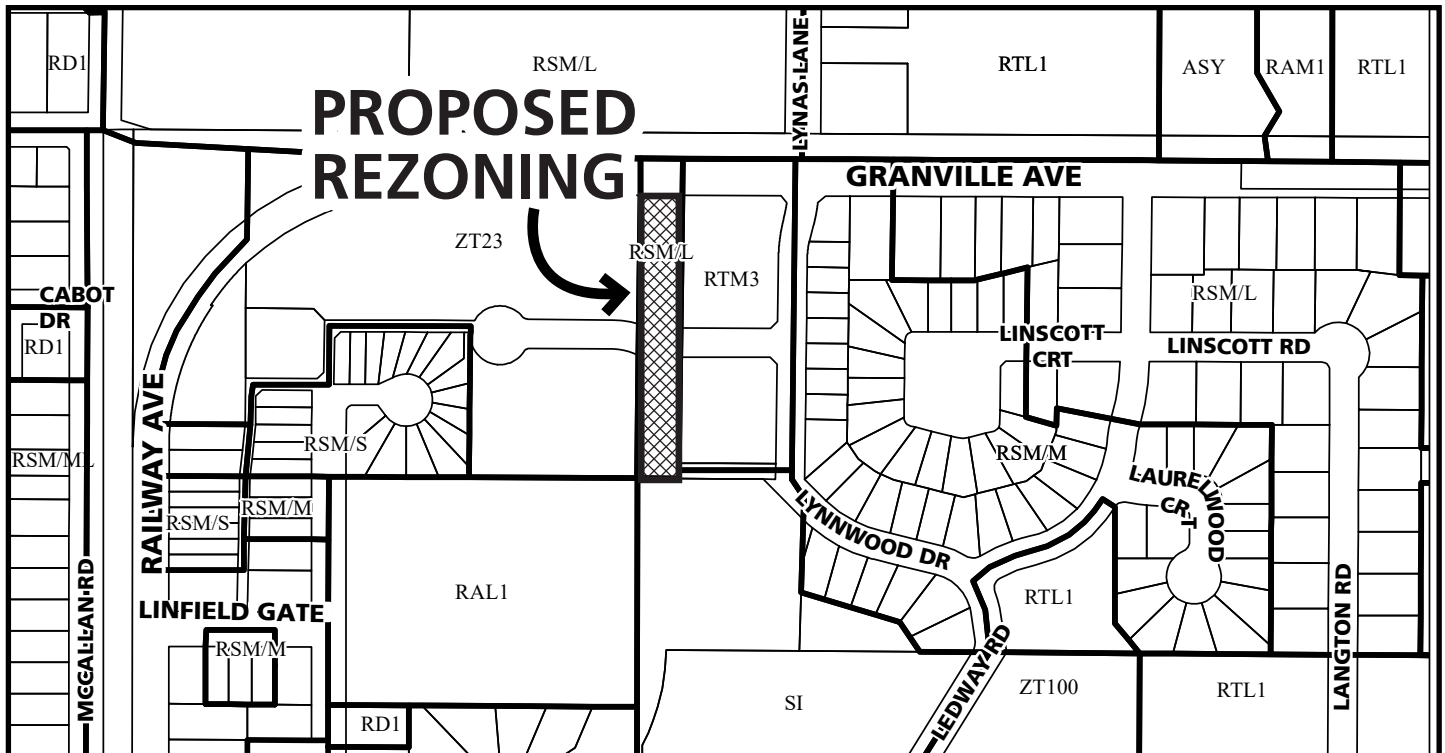 RD1
RSM/L
LYNAS LANE
RTL1
ASY
RAM1
RTL1
PROPOSED
REZONING
GRANVILLE AVE
ZT23
RSM/L
RTM3
RSM/L
CABOT
DR
RD1
LINSCOTT
CRT
LINSCOTT RD
RAILWAY AVE
RSM/S
RSM/ML
RSM/M
LAURELWOOD
CRT
RSM/M
RSM/S
LYNNWOOD DR
MCCALLAN RD
LINFIELD GATE
RAL1
RTL1
LANGTON RD
RSM/M
LEDWAY RD
ZT100
RTL1
SI
RD1